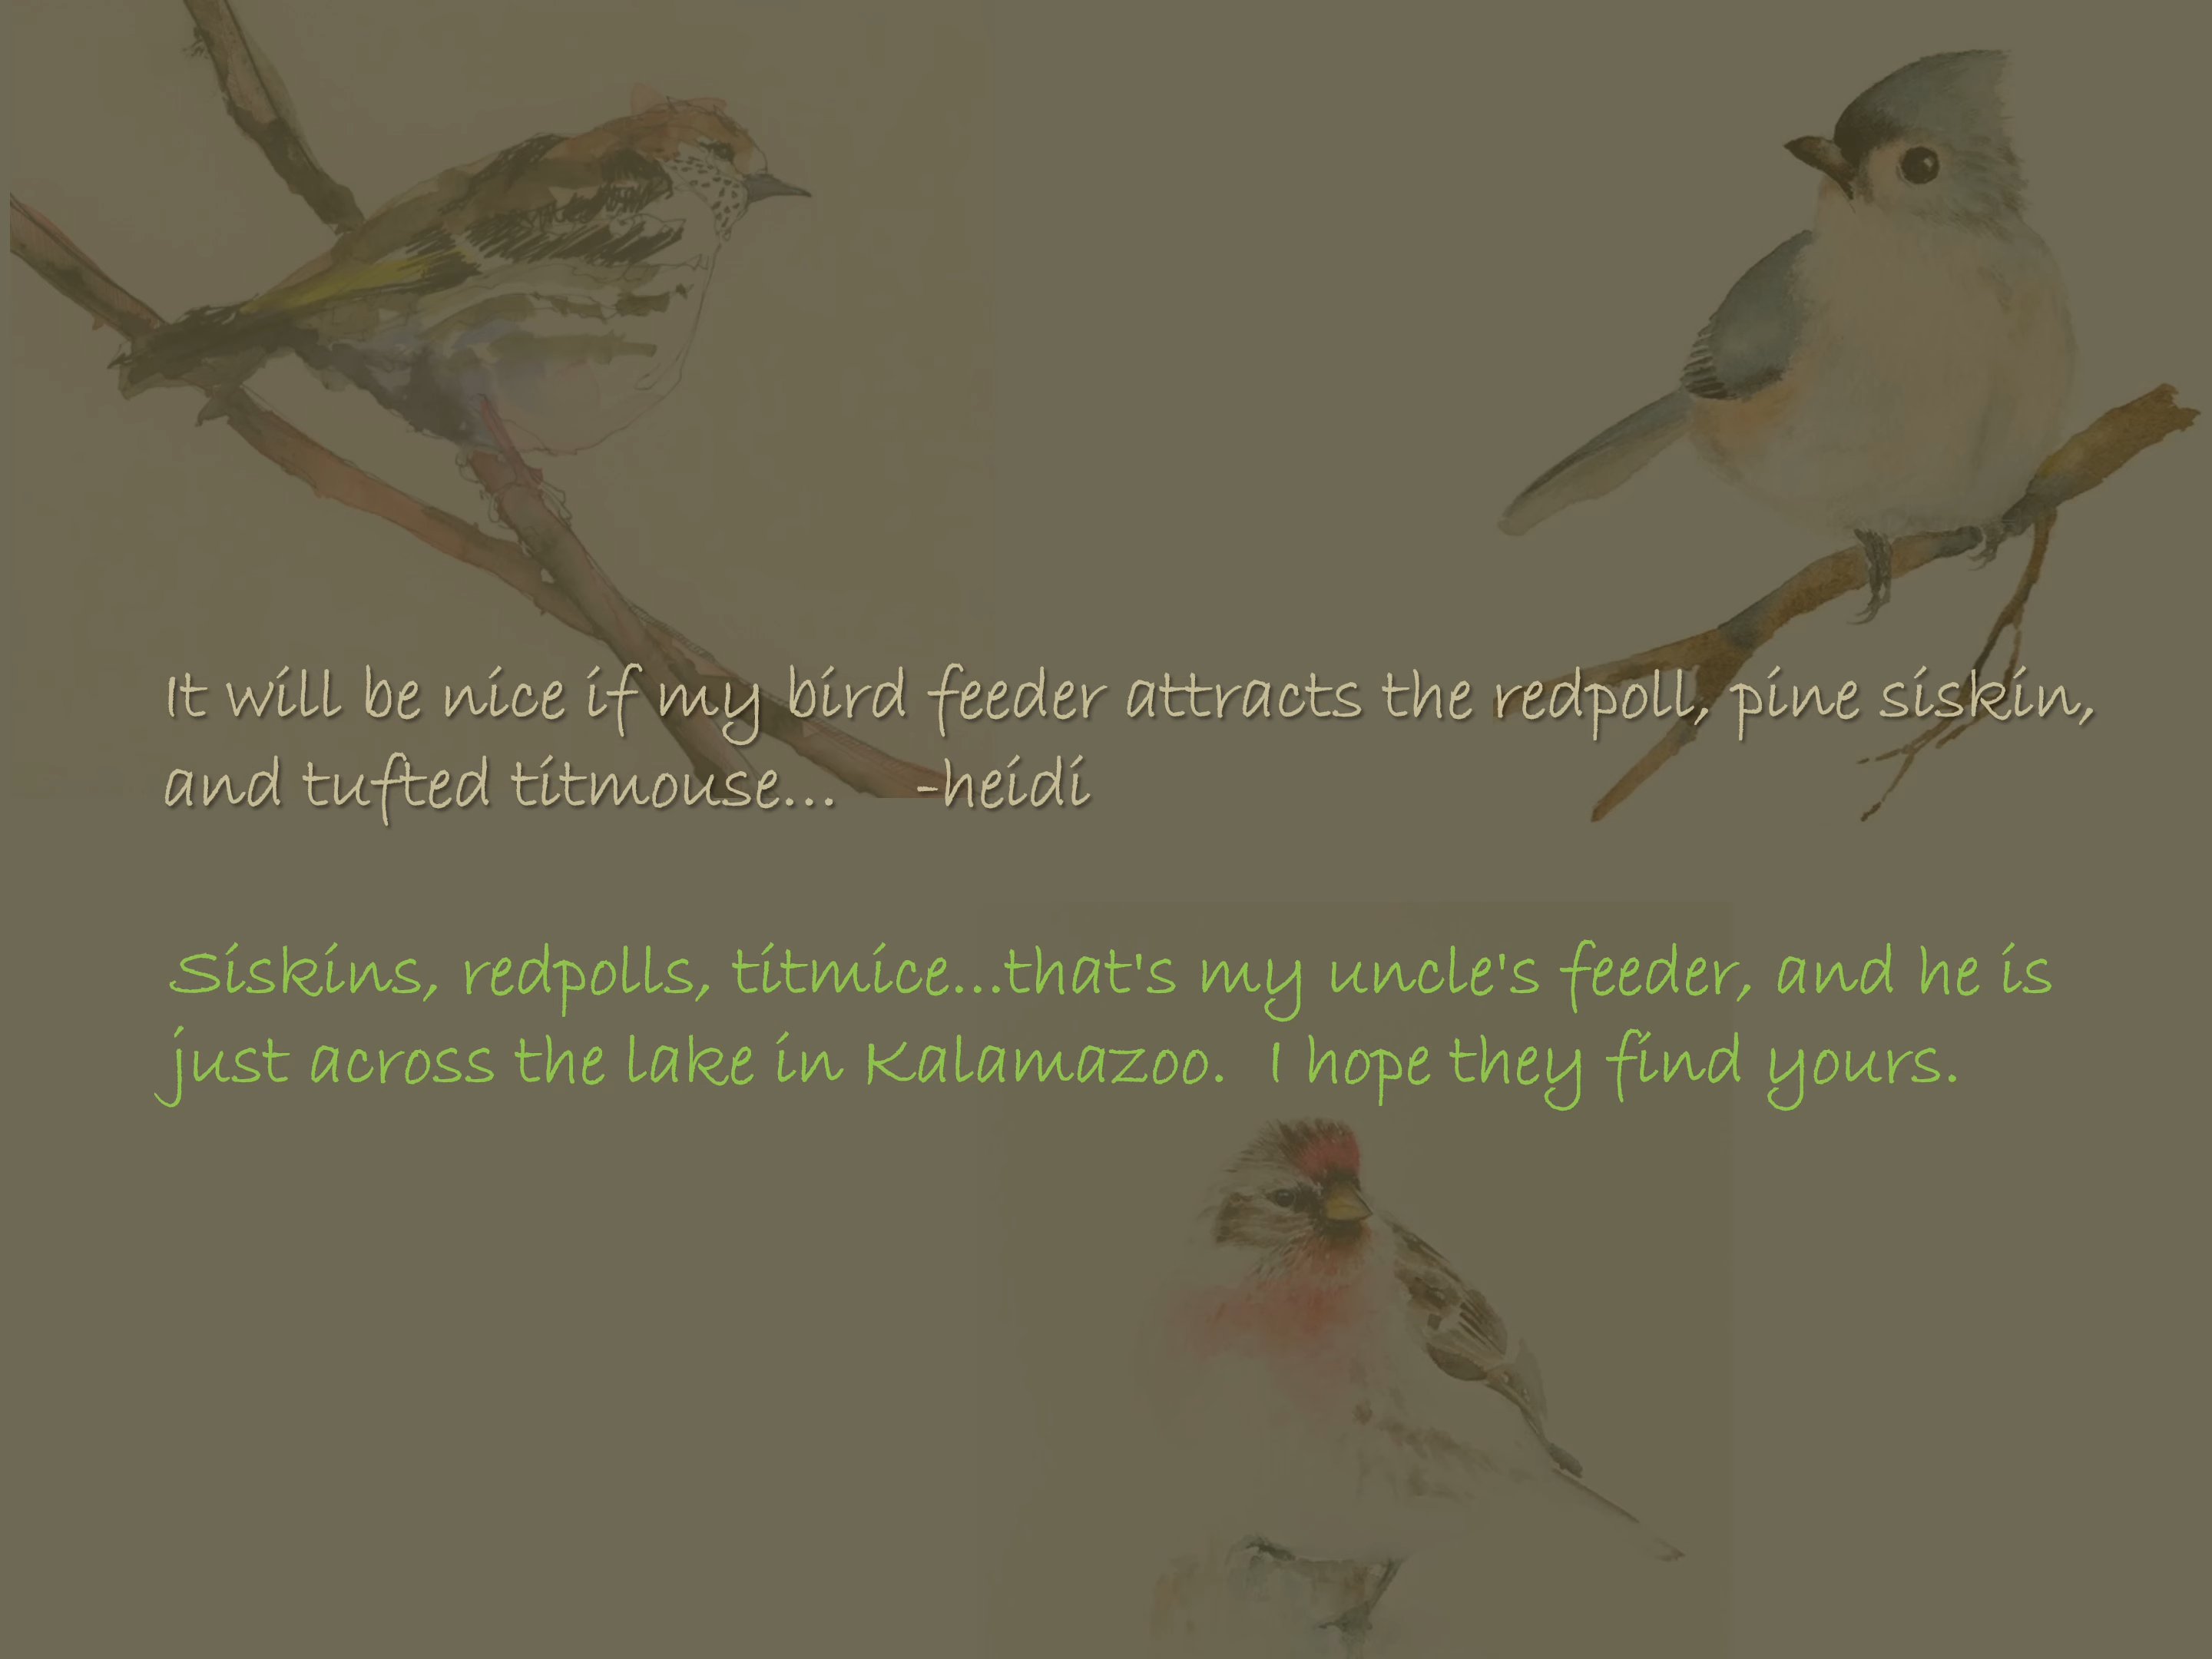 It will be nice if my bird feeder attracts the redpoll, pine siskin,
and tufted titmouse... -heidi
Siskins, redpolls, titmice...that's my uncle's feeder, and he is
just across the lake in Kalamazoo. I hope they find yours.